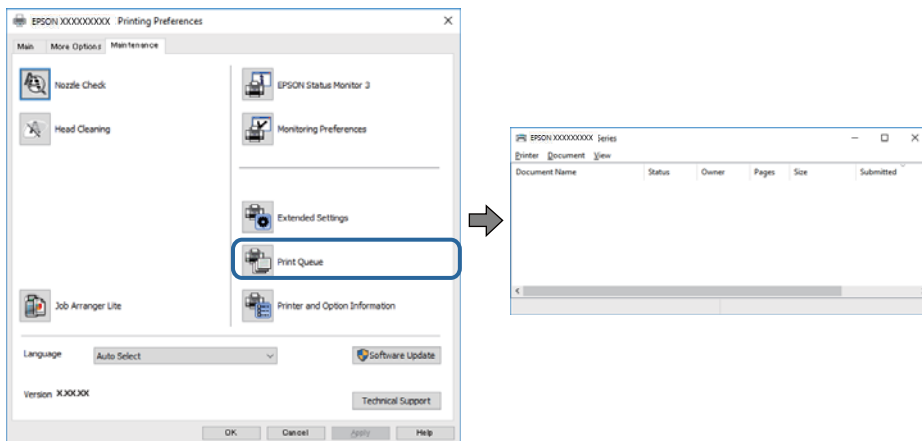 EPSON XXXXXXXXX Printing Preferences
Main More Options Maintenance
Nozzle Check
Head Cleaning
Job Arranger Lite
EPSON Status Monitor 3
Monitoring Preferences
Extended Settings
Print Queue
Printer and Option Information
Language Auto Select
Software Update
Version X.XX.XX
Technical Support
OK Cancel Apply Help
EPSON XXXXXXXXX Series
Printer Document View
Document Name Status Owner Pages Size Submitted